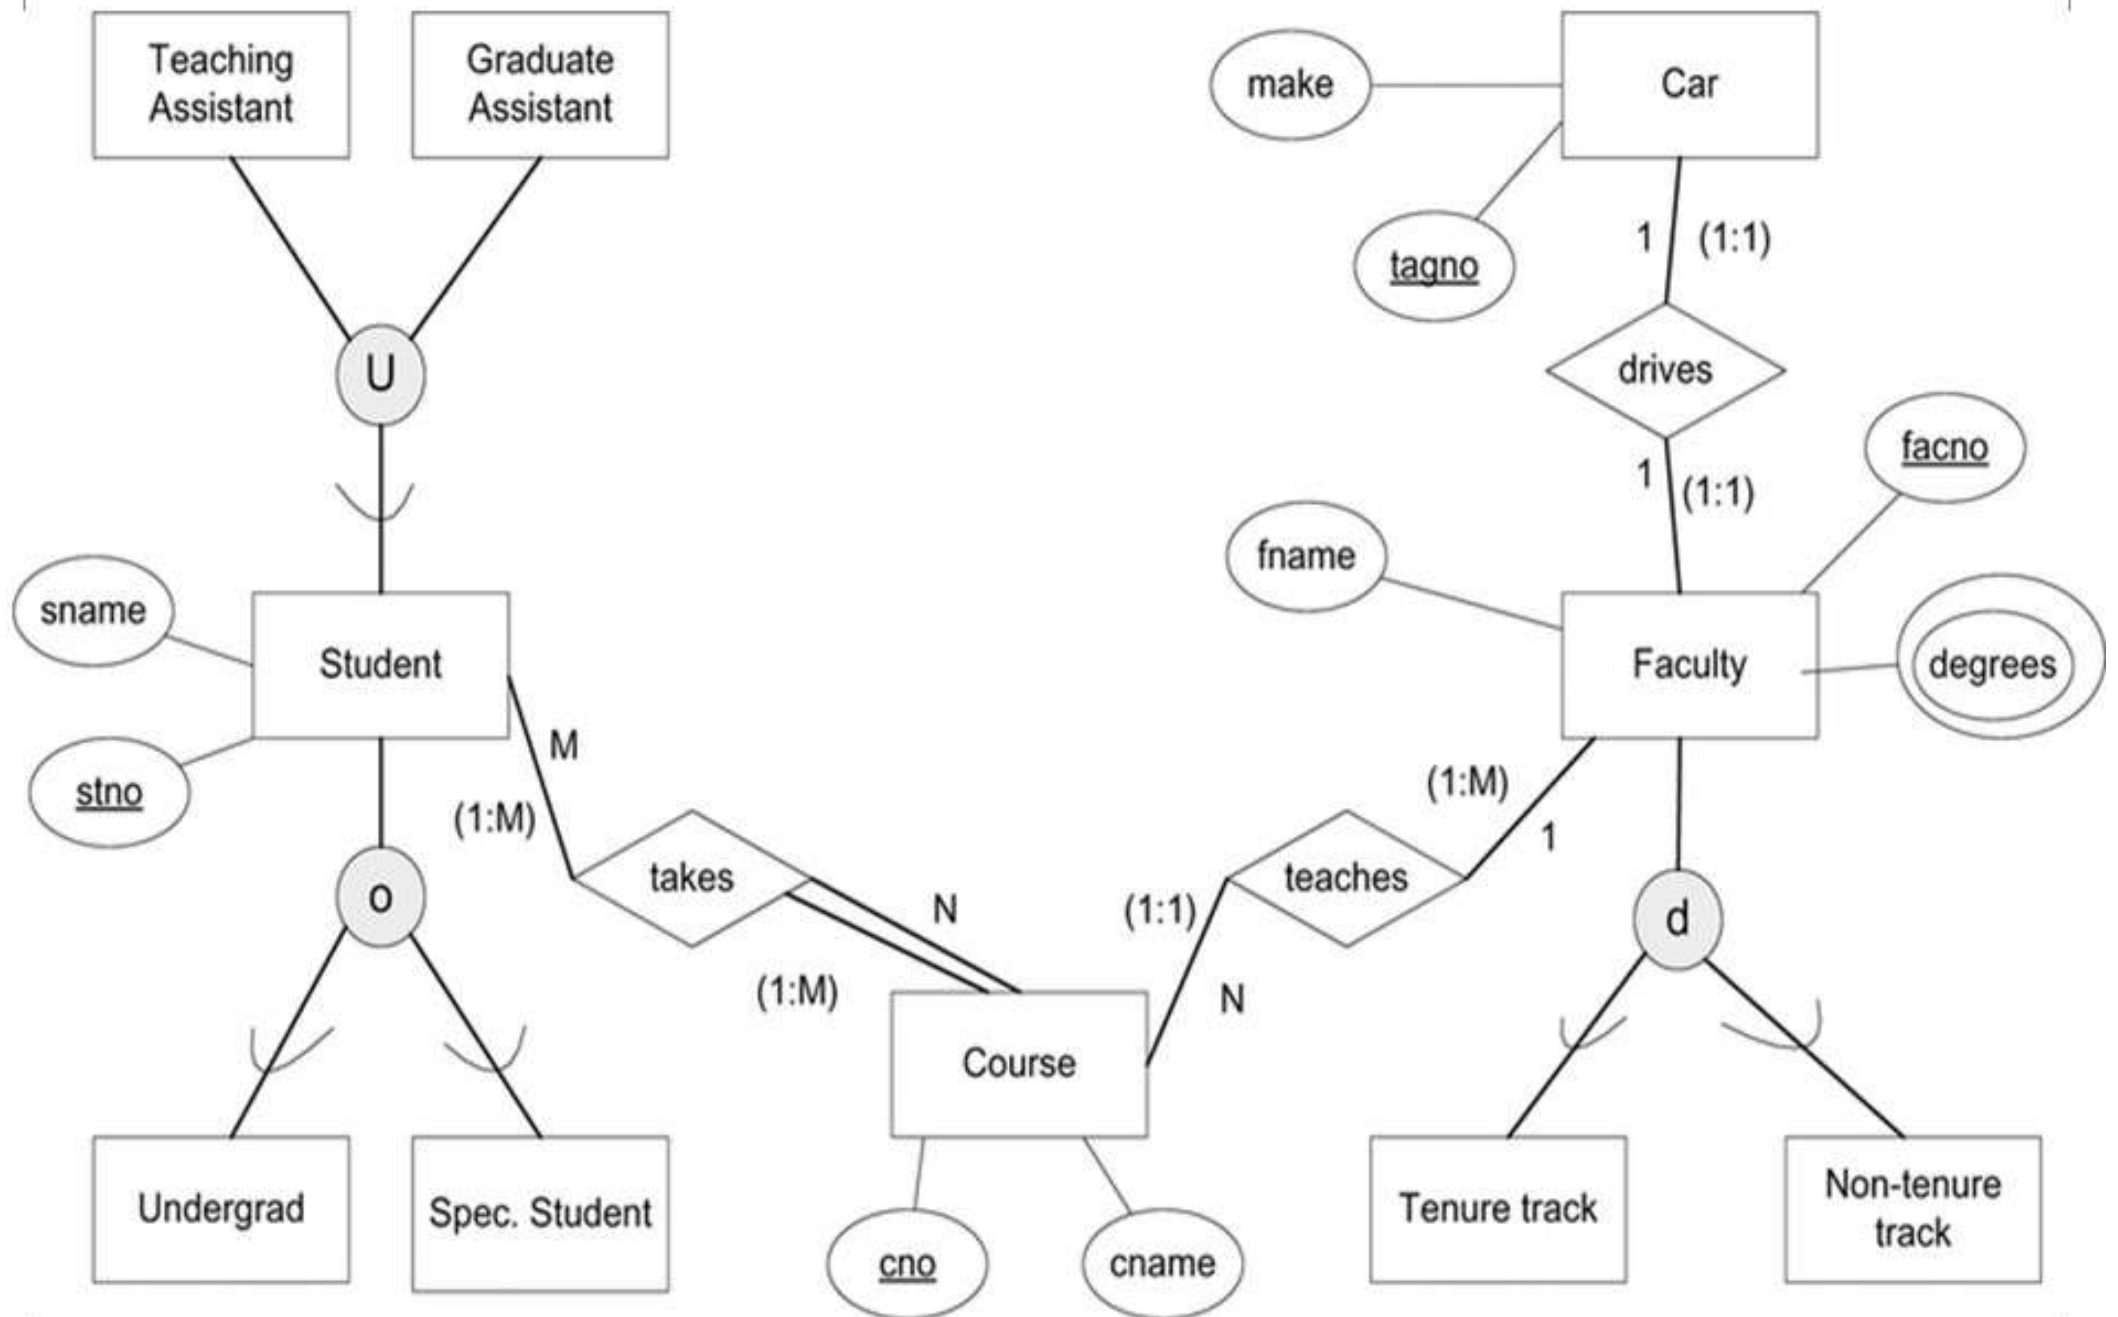 Teaching
Assistant
Graduate
Assistant
make
Car
tagno
1
(1:1)
U
drives
1
(1:1)
facno
fname
sname
Student
Faculty
degrees
stno
M
(1:M)
(1:M)
1
o
takes
N
(1:M)
(1:1)
teaches
N
d
Course
Undergrad
Spec. Student
Tenure track
Non-tenure
track
cno
cname